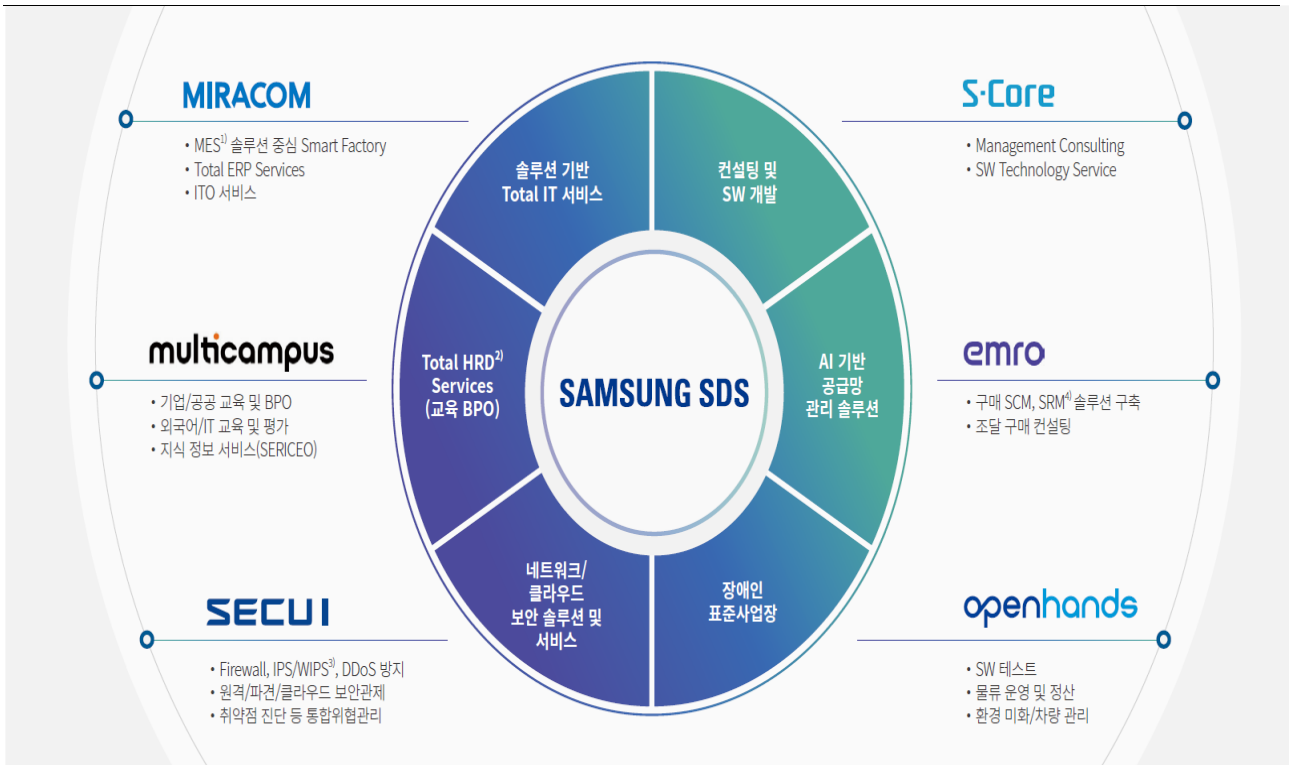 MIRACOM
• MES1) 솔루션 중심 Smart Factory
• Total ERP Services
• ITO 서비스
multicampus
• 기업/공공 교육 및 BPO
• 외국어/IT 교육 및 평가
• 지식 정보 서비스(SERICEO)
SECUI
• Firewall, IPS/WIPS3), DDoS 방지
• 원격/파견/클라우드 보안관제
• 취약점 진단 등 통합위협관리
솔루션 기반
Total IT 서비스
컨설팅 및
SW 개발
Total HRD2)
Services
(교육 BPO)
SAMSUNG SDS
AI 기반
공급망
관리 솔루션
네트워크/
클라우드
보안 솔루션 및
서비스
장애인
표준사업장
S·Core
• Management Consulting
• SW Technology Service
emro
• 구매 SCM, SRM4) 솔루션 구축
• 조달 구매 컨설팅
openhands
• SW 테스트
• 물류 운영 및 정산
• 환경 미화/차량 관리